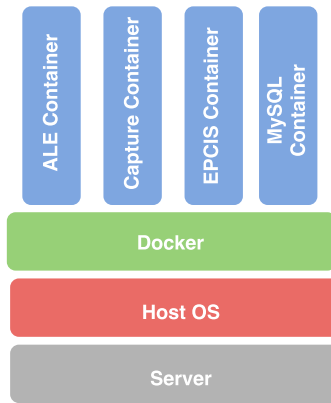 ALE Container
Capture Container
EPCIS Container
MySQL
Container
Docker
Host OS
Server